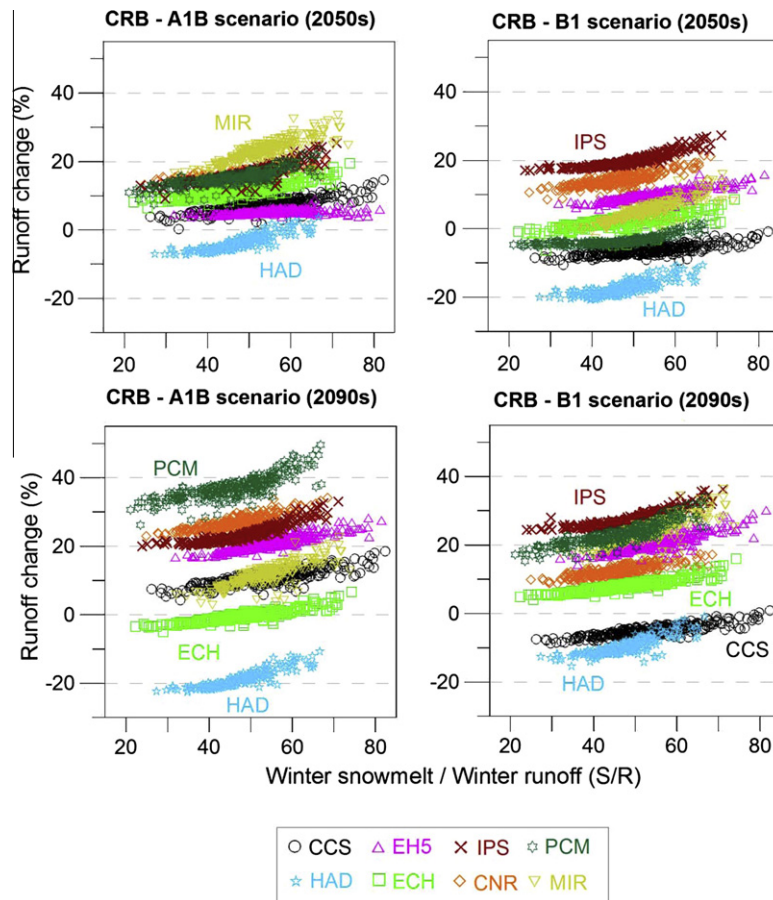 CRB - A1B scenario (2050s)
CRB - B1 scenario (2050s)
Runoff change (%)
40
20
0
-20
MIR
HAD
20 40 60 80
40
20
0
-20
IPS
HAD
20 40 60 80
CRB - A1B scenario (2090s)
CRB - B1 scenario (2090s)
Runoff change (%)
40
20
0
-20
PCM
ECH
HAD
20 40 60 80
40
20
0
-20
IPS
ECH
CCS
HAD
20 40 60 80
Winter snowmelt / Winter runoff (S/R)
CCS EH5 IPS PCM
HAD ECH CNR MIR